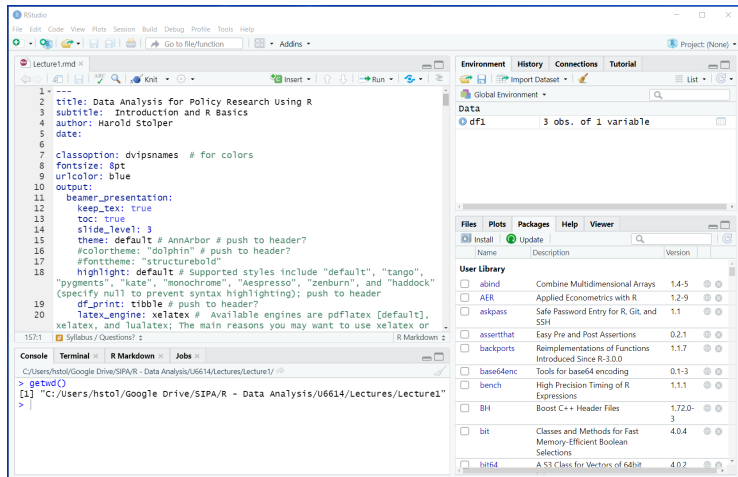 RStudio
File Edit Code View Plots Session Build Debug Profile Tools Help
Go to file/function
Addins
Project: (None)
Lecture1.rmd
Knit
Insert
Run
1 ---
2 title: Data Analysis for Policy Research Using R
3 subtitle:  Introduction and R Basics
4 author: Harold Stolper
5 date:
6
7 classoption: dvipsnames  # for colors
8 fontsize: 8pt
9 urlcolor: blue
10 output:
11   beamer_presentation:
12     keep_tex: true
13     toc: true
14     slide_level: 3
15     theme: default # AnnArbor # push to header?
16     #colortheme: "dolphin" # push to header?
17     #fonttheme: "structurebold"
18     highlight: default # Supported styles include "default", "tango",
"pygments", "kate", "monochrome", "Aespresso", "zenburn", and "haddock"
(specify null to prevent syntax highlighting); push to header
19     df_print: tibble # push to header?
20     latex_engine: xelatex #  Available engines are pdflatex [default],
xelatex, and lualatex; The main reasons you may want to use xelatex or
157:1 Syllabus / Questions?
R Markdown
Console Terminal R Markdown Jobs
C:/Users/hstol/Google Drive/SIPA/R - Data Analysis/U6614/Lectures/Lecture1/
> getwd()
[1] "C:/Users/hstol/Google Drive/SIPA/R - Data Analysis/U6614/Lectures/Lecture1"
>
Environment History Connections Tutorial
Import Dataset
List
Global Environment
Data
df1 3 obs. of 1 variable
Files Plots Packages Help Viewer
Install Update
Name Description Version
User Library
abind Combine Multidimensional Arrays 1.4-5
AER Applied Econometrics with R 1.2-9
askpass Safe Password Entry for R, Git, and 1.1
SSH
assertthat Easy Pre and Post Assertions 0.2.1
backports Reimplementations of Functions 1.1.7
Introduced Since R-3.0.0
base64enc Tools for base64 encoding 0.1-3
bench High Precision Timing of R 1.1.1
Expressions
BH Boost C++ Header Files 1.72.0-
3
bit Classes and Methods for Fast 4.0.4
Memory-Efficient Boolean
Selections
bit64 A S3 Class for Vectors of 64bit 4.0.2